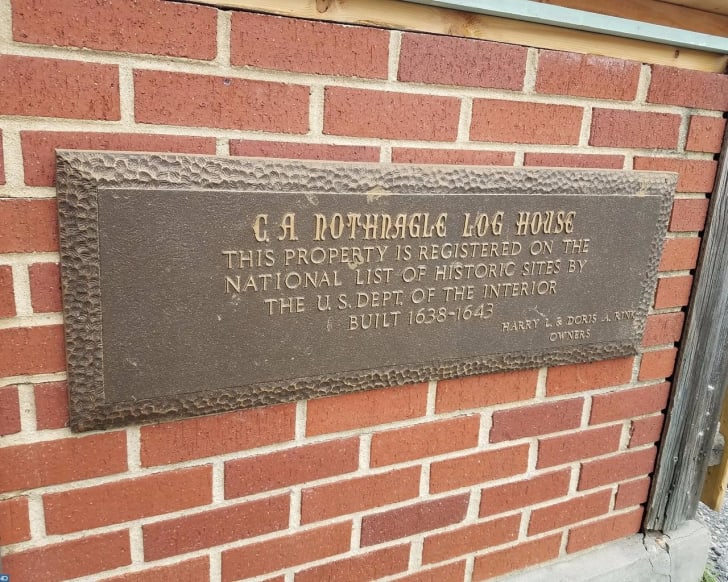 C A NOTHNAGLE LOG HOUSE
THIS PROPERTY IS REGISTERED ON THE
NATIONAL LIST OF HISTORIC SITES BY
THE U.S. DEPT. OF THE INTERIOR
BUILT 1638-1643
HARRY L. & DORIS A. RINK
OWNERS